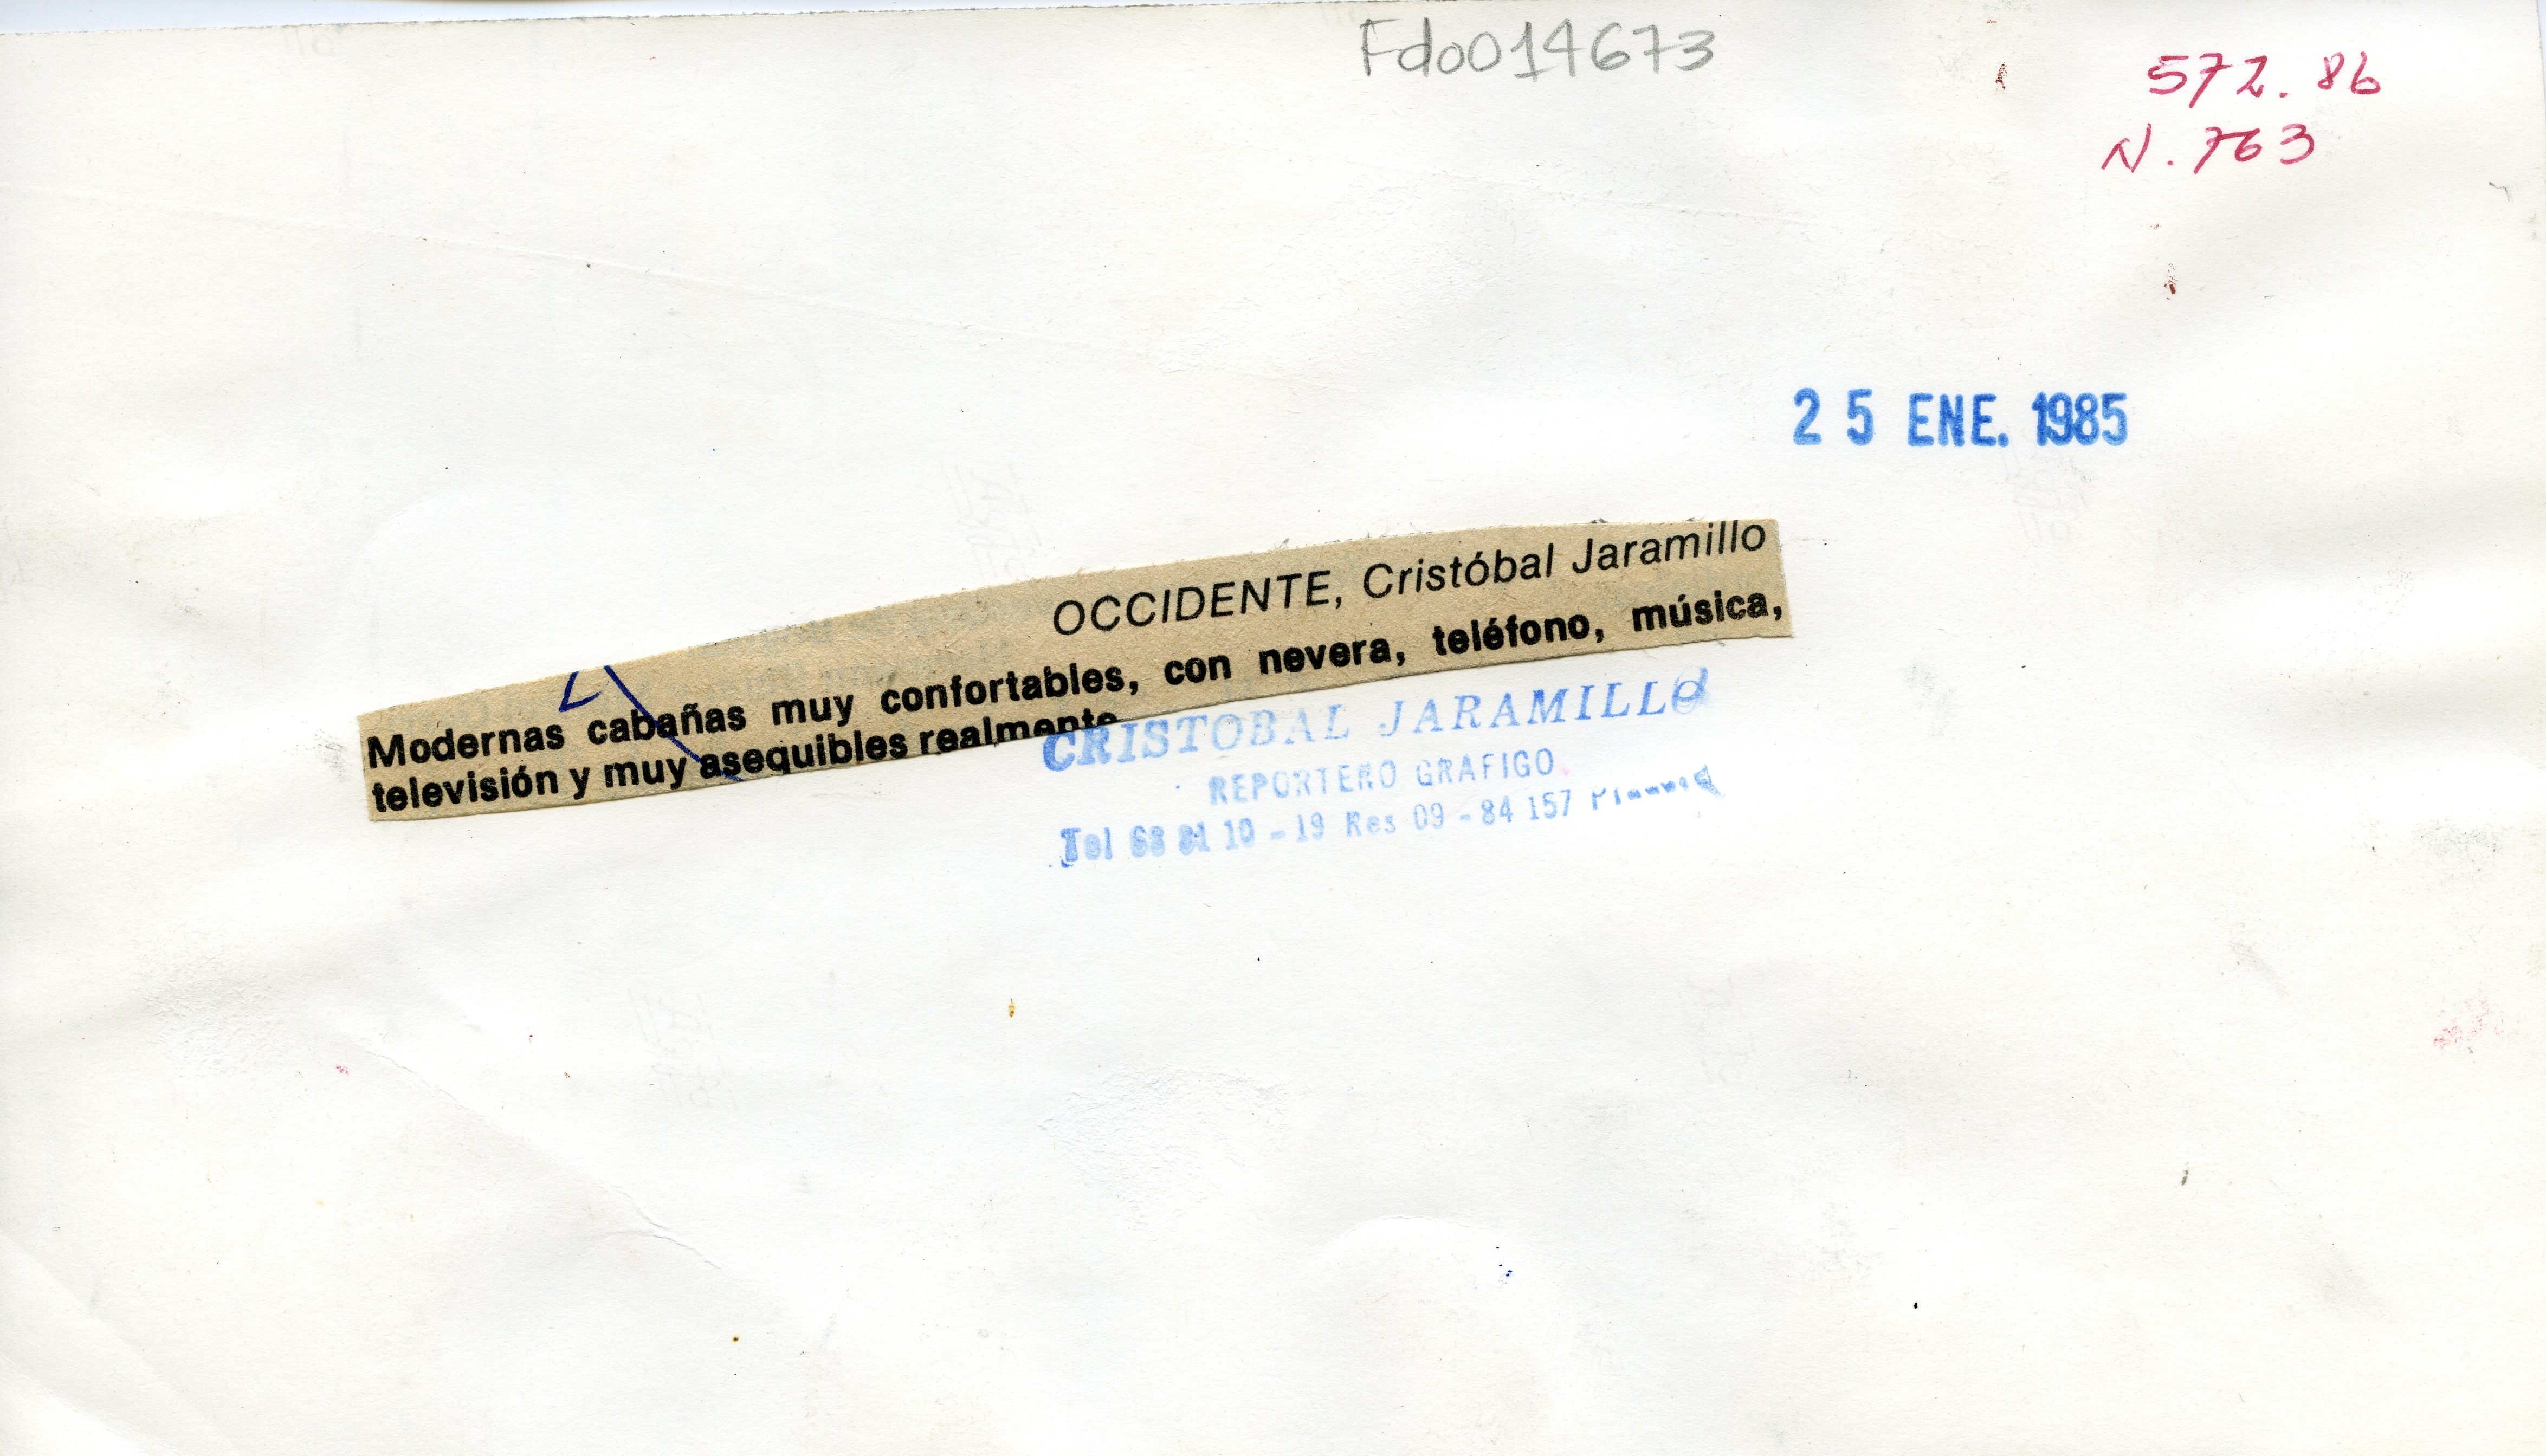 Fdo014673
572.86
N.763
25 ENE. 1985
OCCIDENTE, Cristóbal Jaramillo
Modernas cabañas muy confortables, con nevera, teléfono, música,
televisión y muy asequibles realmente
CRISTOBAL JARAMILLO
REPORTERO GRAFIGO
Tel 68 81 10 - 19 Res 09 - 84 157